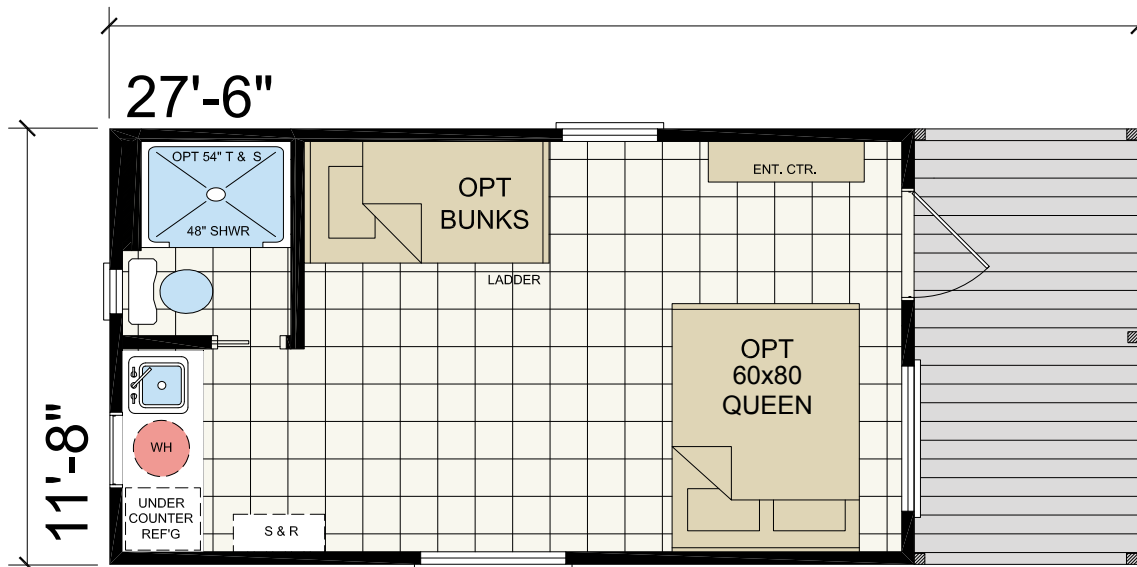 27'-6"
OPT 54" T & S
48" SHWR
OPT
BUNKS
LADDER
ENT. CTR.
OPT
60x80
QUEEN
11'-8"
WH
UNDER
COUNTER
REF'G
S & R